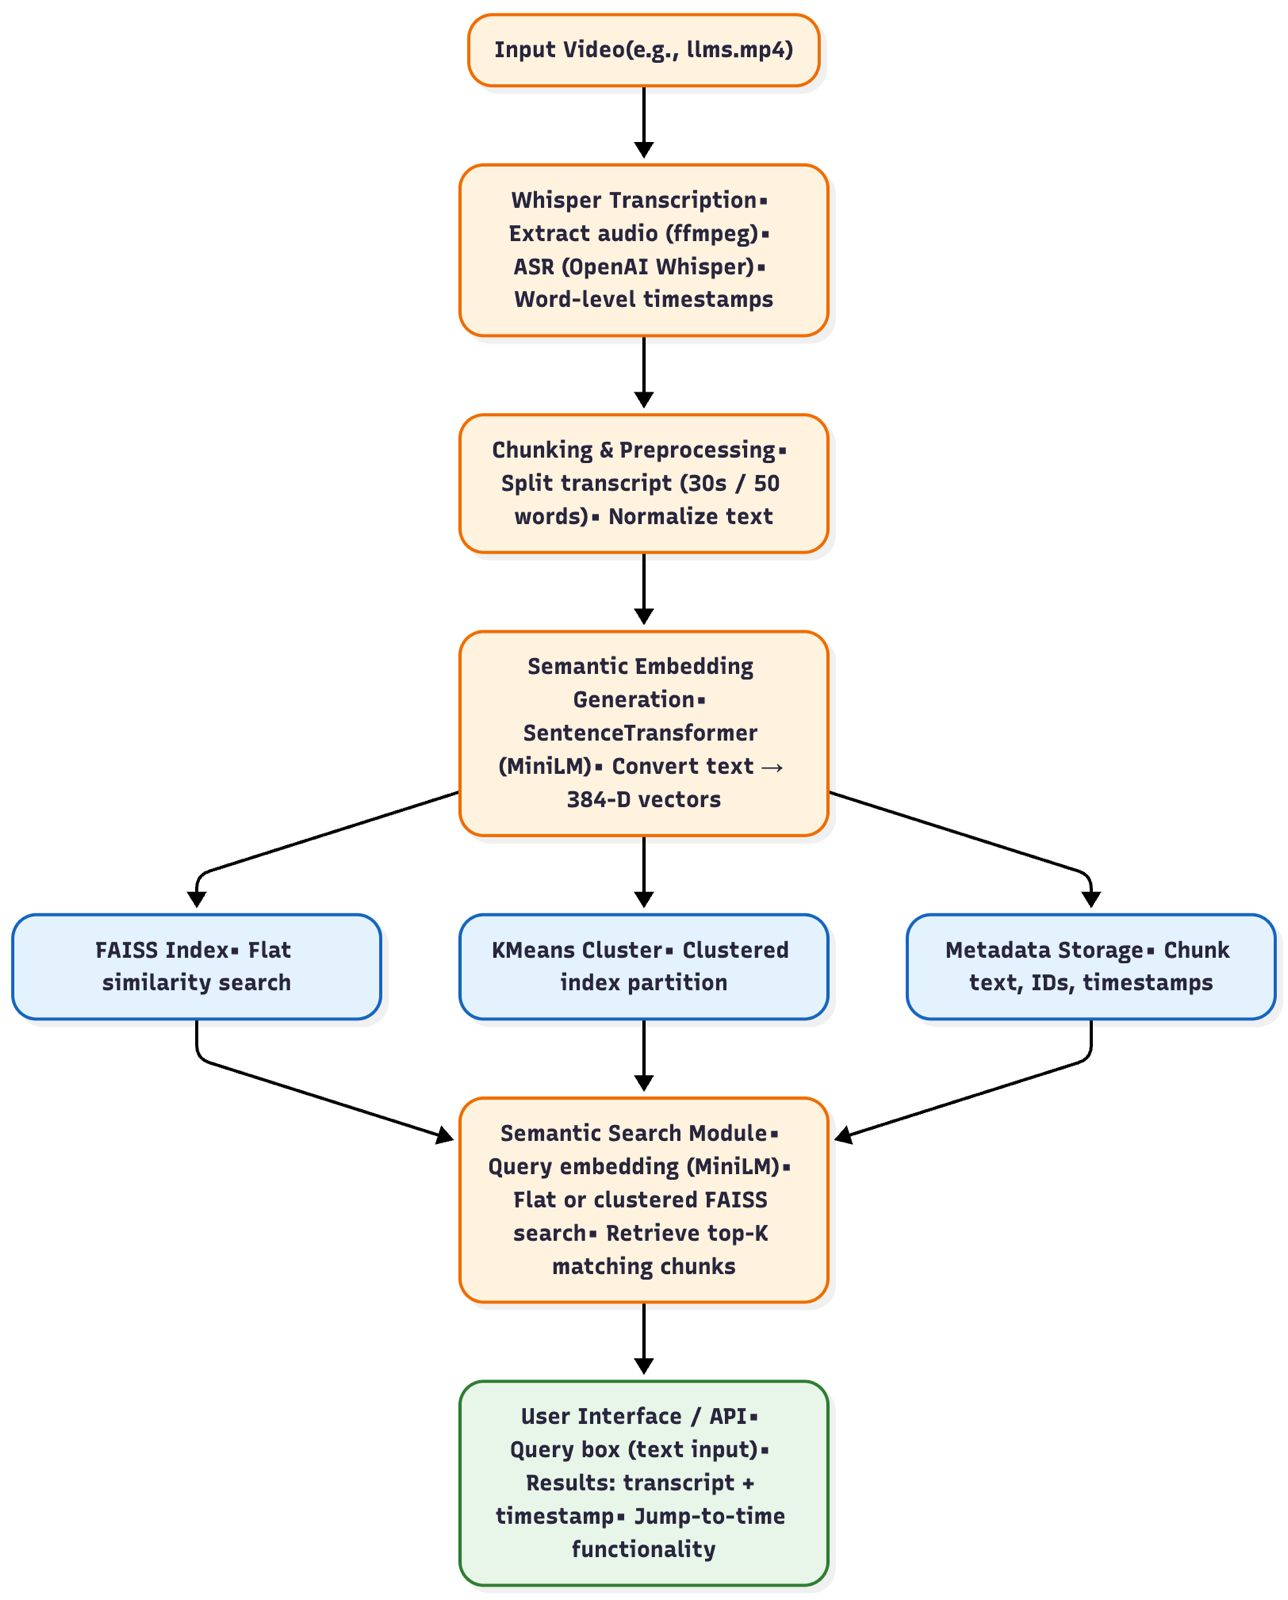 Input Video(e.g., llms.mp4)
Whisper Transcription▪
Extract audio (ffmpeg)▪
ASR (OpenAI Whisper)▪
Word-level timestamps
Chunking & Preprocessing▪
Split transcript (30s / 50
words)▪ Normalize text
Semantic Embedding
Generation▪
SentenceTransformer
(MiniLM)▪ Convert text →
384-D vectors
FAISS Index▪ Flat
similarity search
KMeans Cluster▪ Clustered
index partition
Metadata Storage▪ Chunk
text, IDs, timestamps
Semantic Search Module▪
Query embedding (MiniLM)▪
Flat or clustered FAISS
search▪ Retrieve top-K
matching chunks
User Interface / API▪
Query box (text input)▪
Results: transcript +
timestamp▪ Jump-to-time
functionality